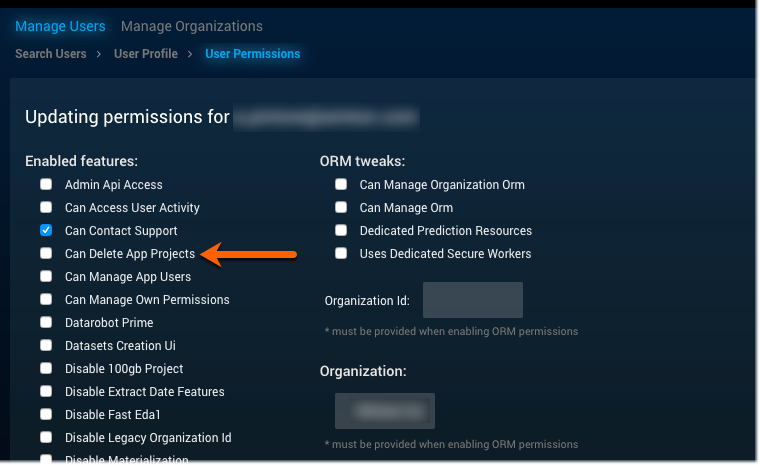 Manage Users Manage Organizations
Search Users > User Profile > User Permissions
Updating permissions for
Enabled features:
Admin Api Access
Can Access User Activity
Can Contact Support
Can Delete App Projects
Can Manage App Users
Can Manage Own Permissions
Datarobot Prime
Datasets Creation Ui
Disable 100gb Project
Disable Extract Date Features
Disable Fast Eda1
Disable Legacy Organization Id
Disable Materialization
ORM tweaks:
Can Manage Organization Orm
Can Manage Orm
Dedicated Prediction Resources
Uses Dedicated Secure Workers
Organization Id:
* must be provided when enabling ORM permissions
Organization:
* must be provided when enabling ORM permissions